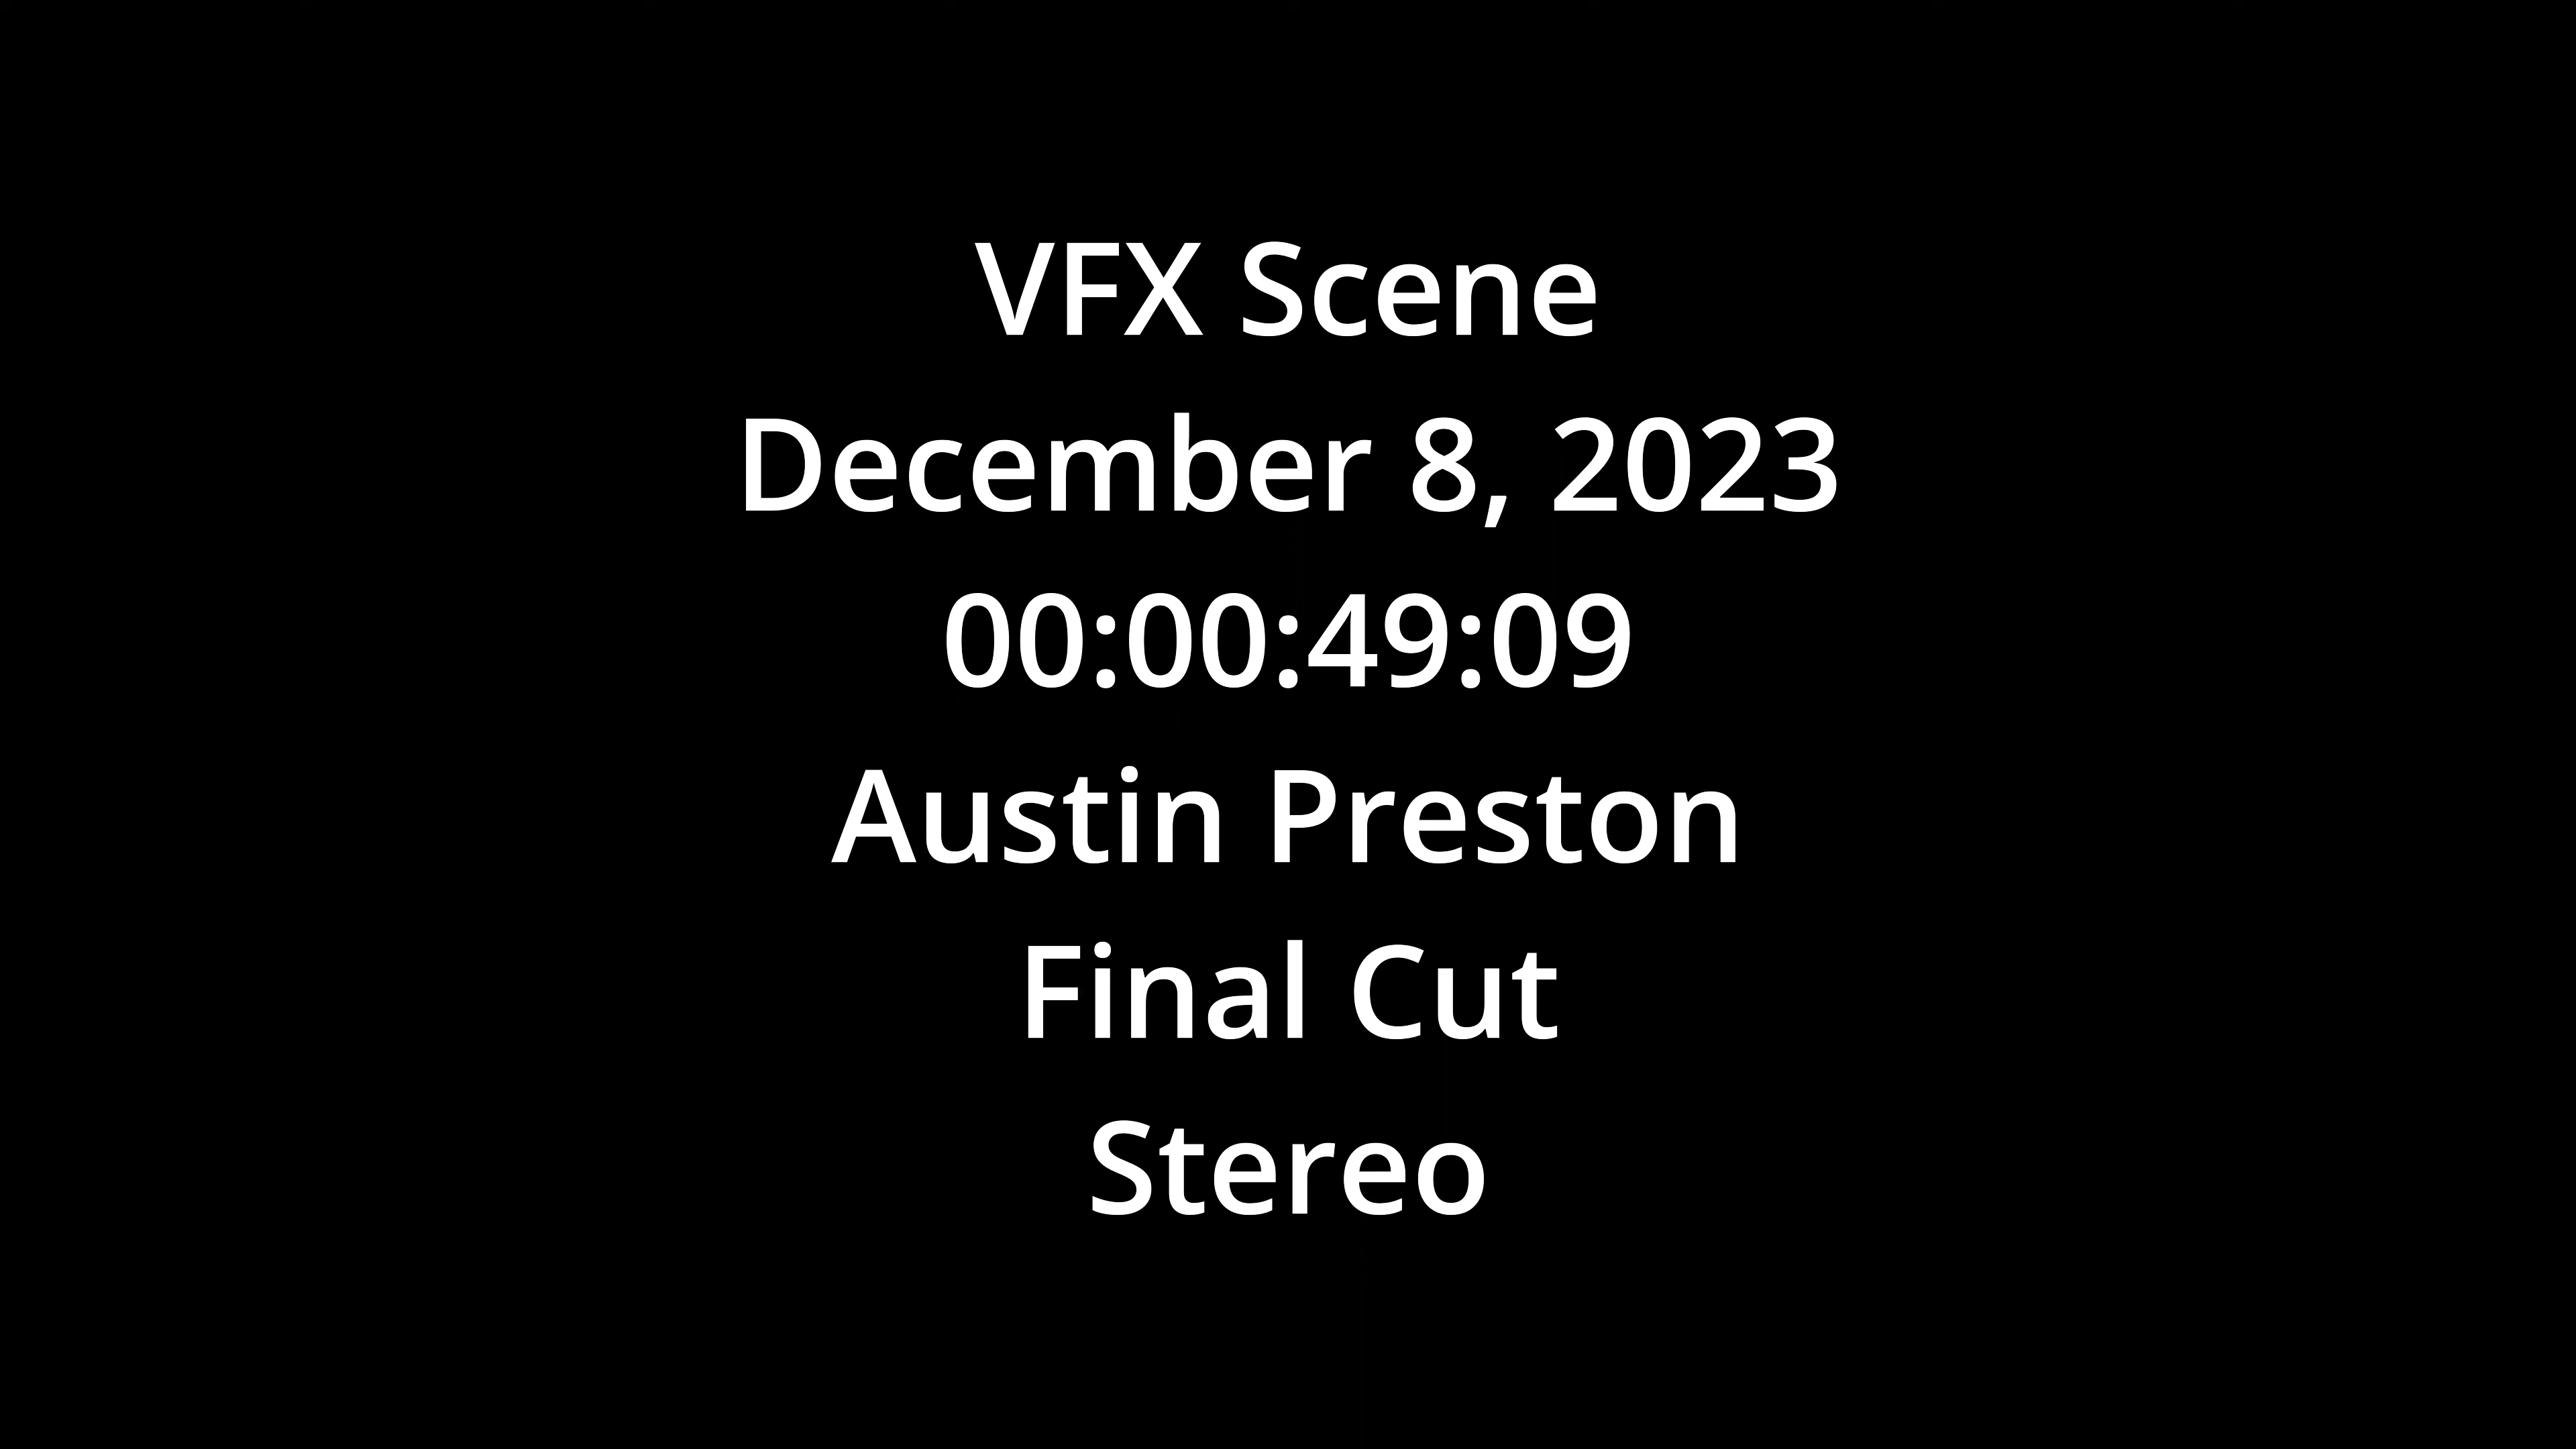 VFX Scene
December 8, 2023
00:00:49:09
Austin Preston
Final Cut
Stereo